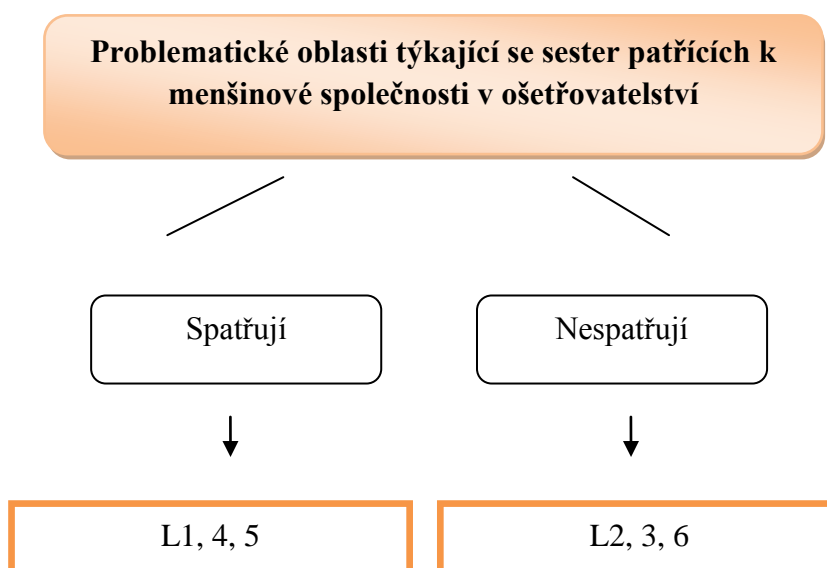 Problematické oblasti týkající se sester patřících k
menšinové společnosti v ošetřovatelství
Spatřují
Nespatřují
L1, 4, 5
L2, 3, 6